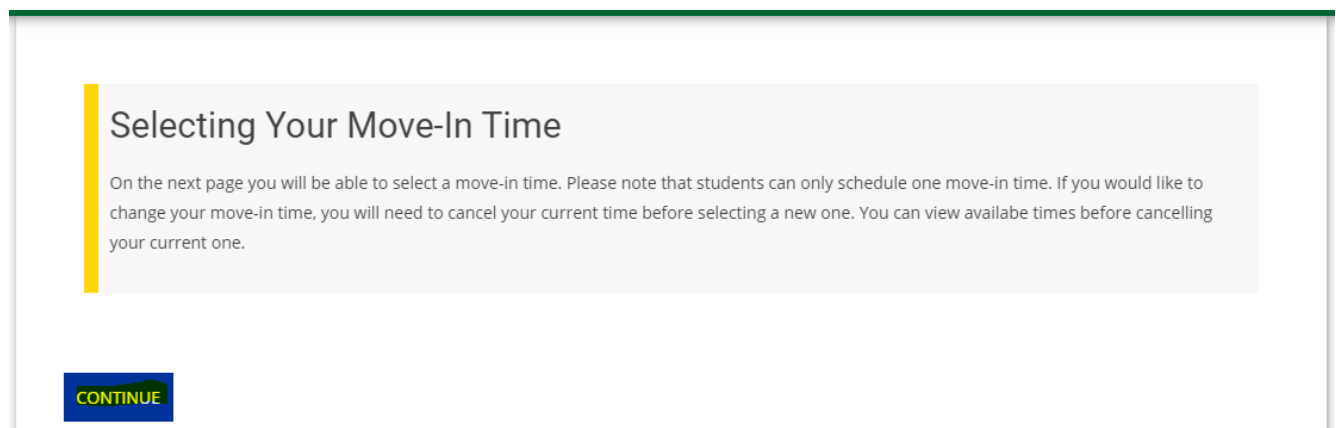 Selecting Your Move-In Time
On the next page you will be able to select a move-in time. Please note that students can only schedule one move-in time. If you would like to
change your move-in time, you will need to cancel your current time before selecting a new one. You can view availabe times before cancelling
your current one.
CONTINUE